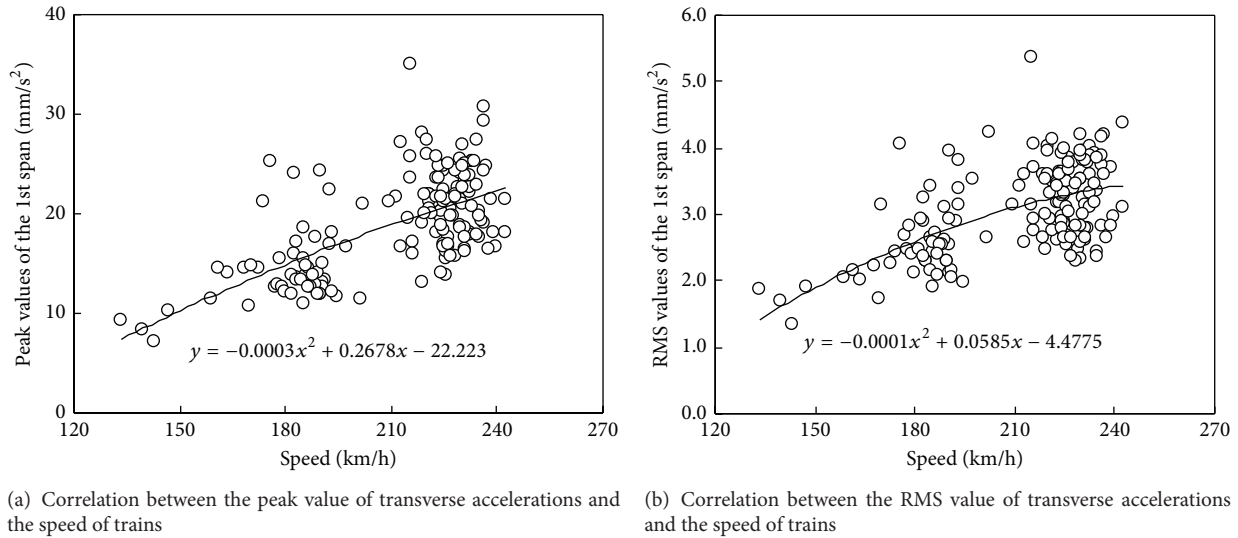 40
30
20
10
0
Peak values of the 1st span (mm/s²)
y = −0.0003x² + 0.2678x − 22.223
120 150 180 210 240 270
Speed (km/h)
(a) Correlation between the peak value of transverse accelerations and
the speed of trains
6.0
5.0
4.0
3.0
2.0
1.0
0.0
RMS values of the 1st span (mm/s²)
y = −0.0001x² + 0.0585x − 4.4775
120 150 180 210 240 270
Speed (km/h)
(b) Correlation between the RMS value of transverse accelerations
and the speed of trains